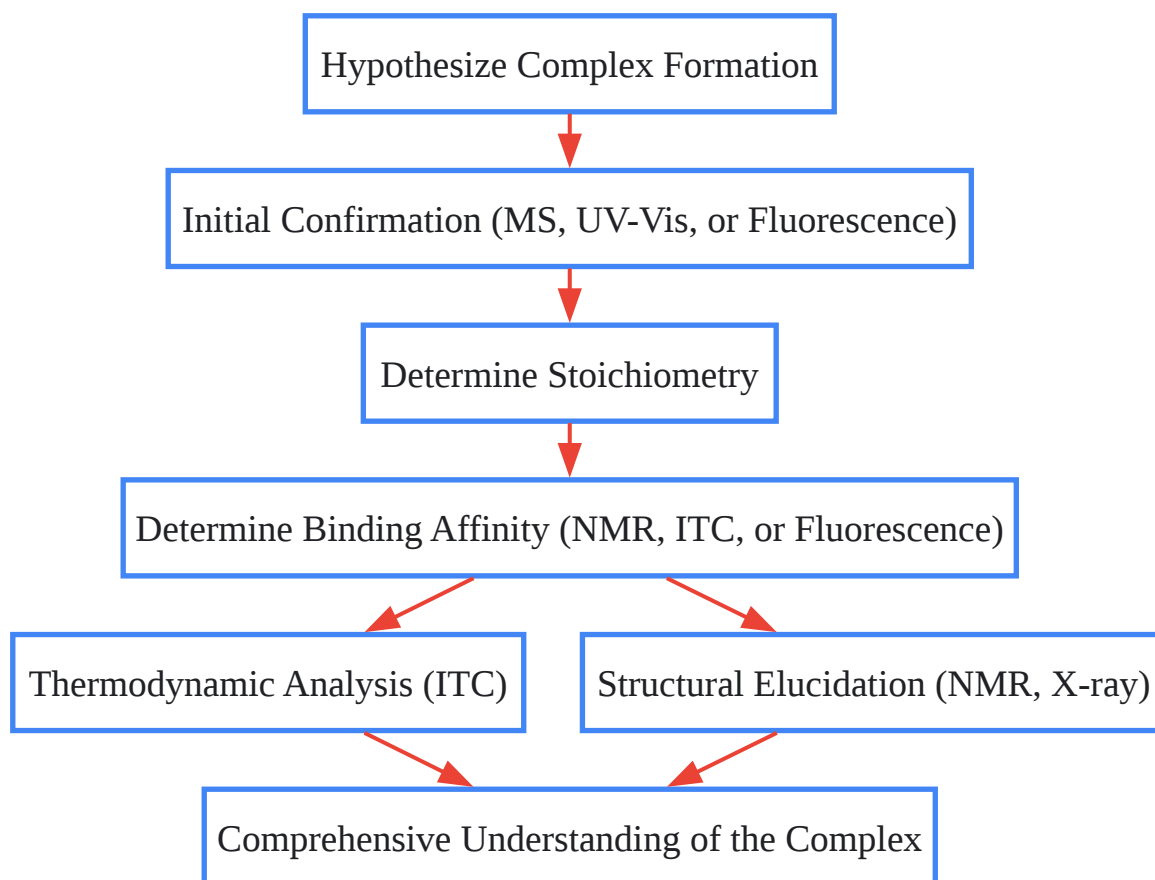 Hypothesize Complex Formation
Initial Confirmation (MS, UV-Vis, or Fluorescence)
Determine Stoichiometry
Determine Binding Affinity (NMR, ITC, or Fluorescence)
Thermodynamic Analysis (ITC)
Structural Elucidation (NMR, X-ray)
Comprehensive Understanding of the Complex